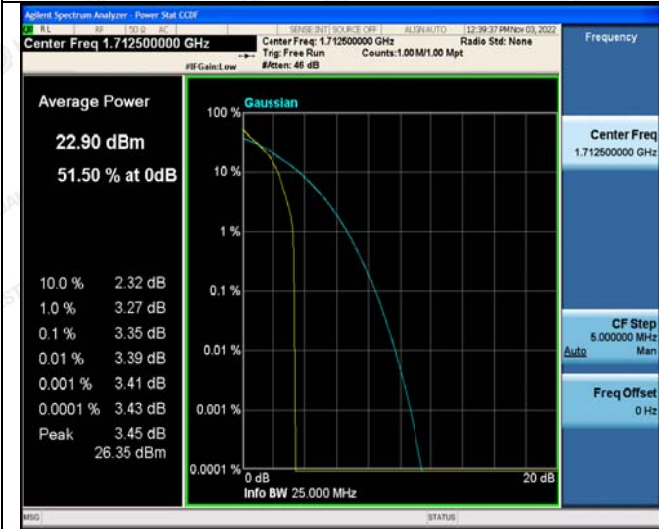 Agilent Spectrum Analyzer - Power Stat CCDF
RL RF 50 Ω AC SENSE:INT SOURCE OFF ALIGN AUTO 12:39:37 PM Nov 03, 2022
Center Freq 1.712500000 GHz
Center Freq: 1.712500000 GHz Radio Std: None
Trig: Free Run Counts:1.00 M/1.00 Mpt
#IFGain:Low #Atten: 46 dB
Frequency
Average Power
22.90 dBm
51.50 % at 0dB
10.0 % 2.32 dB
1.0 % 3.27 dB
0.1 % 3.35 dB
0.01 % 3.39 dB
0.001 % 3.41 dB
0.0001 % 3.43 dB
Peak 3.45 dB
26.35 dBm
Gaussian
100 %
10 %
1 %
0.1 %
0.01 %
0.001 %
0.0001 %
0 dB 20 dB
Info BW 25.000 MHz
Center Freq
1.712500000 GHz
CF Step
5.000000 MHz
Auto Man
Freq Offset
0 Hz
MSG STATUS